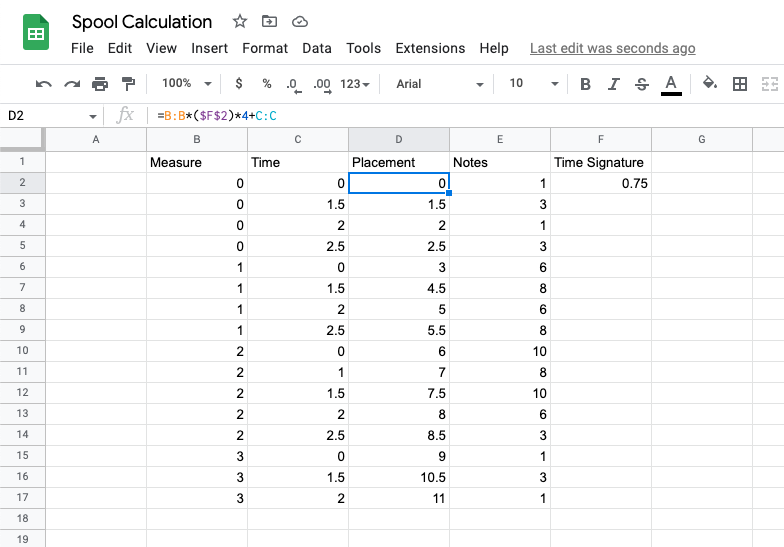 Spool Calculation
File Edit View Insert Format Data Tools Extensions Help Last edit was seconds ago
100% $ % .0 .00 123 Arial 10 B I S A
D2 fx =B:B*($F$2)*4+C:C
A B C D E F G
1 Measure Time Placement Notes Time Signature
2 0 0 0 1 0.75
3 0 1.5 1.5 3
4 0 2 2 1
5 0 2.5 2.5 3
6 1 0 3 6
7 1 1.5 4.5 8
8 1 2 5 6
9 1 2.5 5.5 8
10 2 0 6 10
11 2 1 7 8
12 2 1.5 7.5 10
13 2 2 8 6
14 2 2.5 8.5 3
15 3 0 9 1
16 3 1.5 10.5 3
17 3 2 11 1
18
19